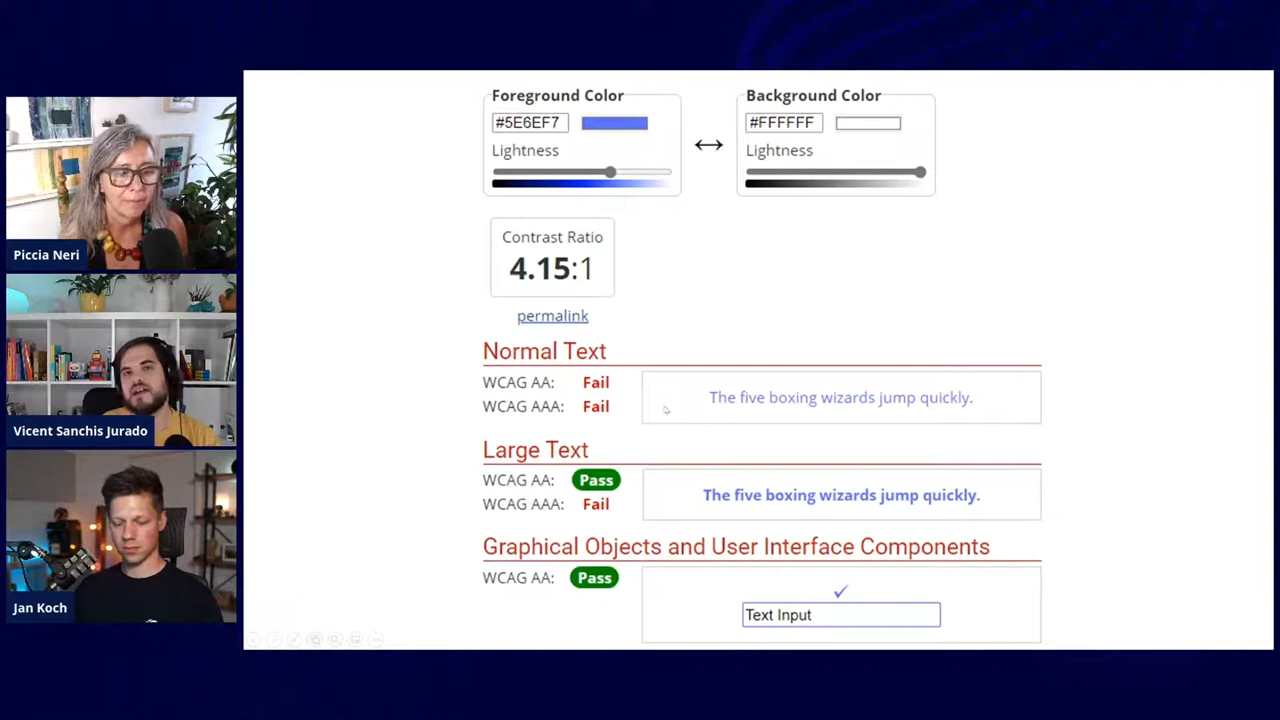 Piccia Neri
Vicent Sanchis Jurado
Jan Koch
Foreground Color
#5E6EF7
Lightness
Background Color
#FFFFFF
Lightness
Contrast Ratio
4.15:1
permalink
Normal Text
WCAG AA: Fail
WCAG AAA: Fail
The five boxing wizards jump quickly.
Large Text
WCAG AA: Pass
WCAG AAA: Fail
The five boxing wizards jump quickly.
Graphical Objects and User Interface Components
WCAG AA: Pass
Text Input